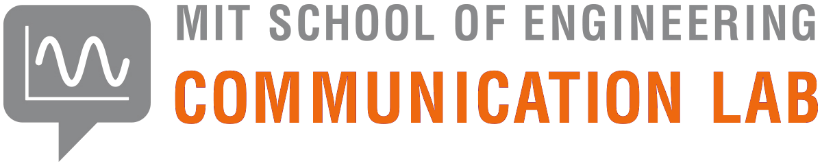 MIT SCHOOL OF ENGINEERING
COMMUNICATION LAB